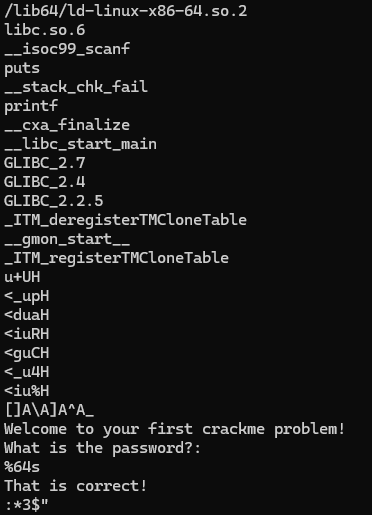 /lib64/ld-linux-x86-64.so.2
libc.so.6
__isoc99_scanf
puts
__stack_chk_fail
printf
__cxa_finalize
__libc_start_main
GLIBC_2.7
GLIBC_2.4
GLIBC_2.2.5
_ITM_deregisterTMCloneTable
__gmon_start__
_ITM_registerTMCloneTable
u+UH
<_upH
<duaH
<iuRH
<guCH
<_u4H
<iu%H
[]A\A]A^A_
Welcome to your first crackme problem!
What is the password?:
%64s
That is correct!
:*3$"